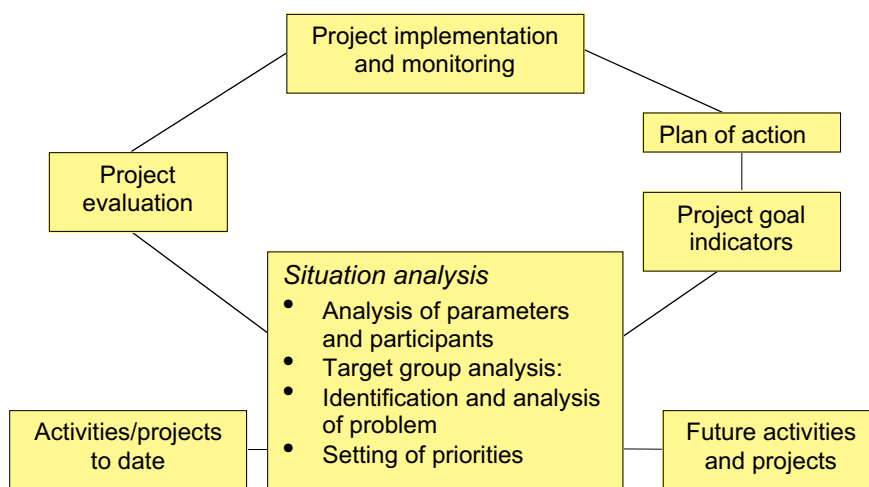 Project implementation
and monitoring
Plan of action
Project
evaluation
Project goal
indicators
Situation analysis
• Analysis of parameters
and participants
• Target group analysis:
• Identification and analysis
of problem
• Setting of priorities
Activities/projects
to date
Future activities
and projects